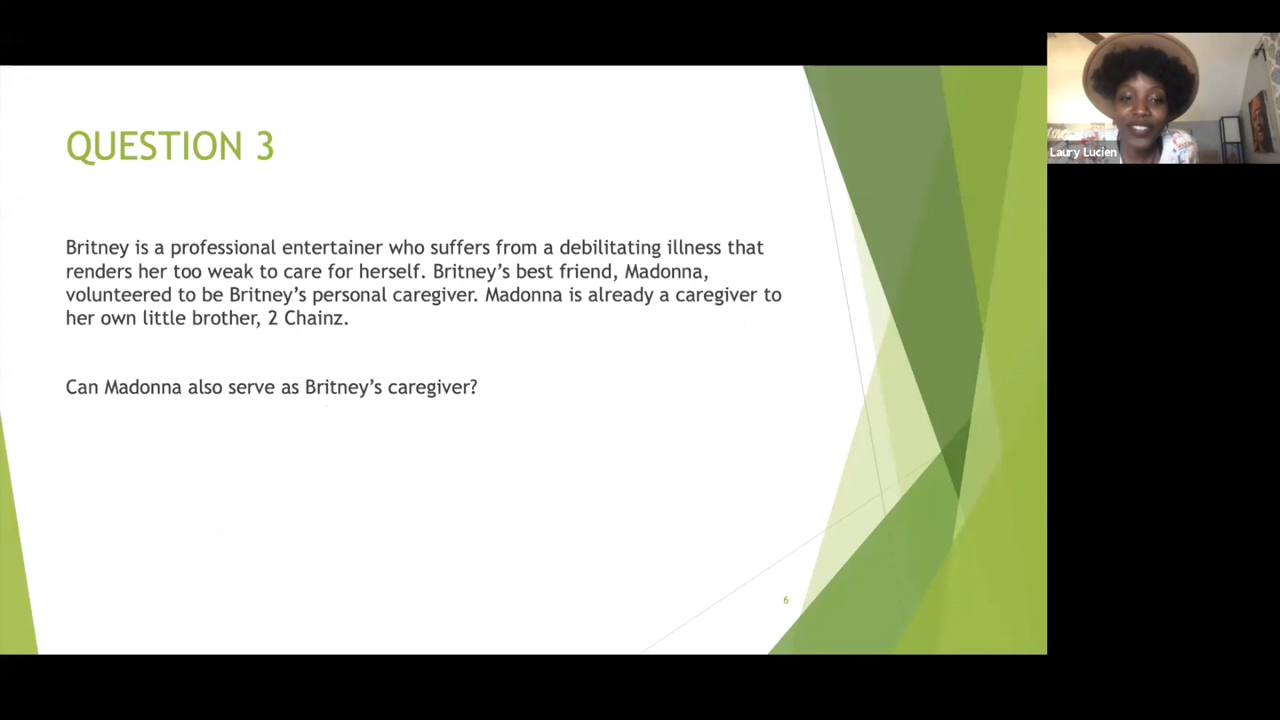 QUESTION 3
Britney is a professional entertainer who suffers from a debilitating illness that
renders her too weak to care for herself. Britney’s best friend, Madonna,
volunteered to be Britney’s personal caregiver. Madonna is already a caregiver to
her own little brother, 2 Chainz.
Can Madonna also serve as Britney’s caregiver?
6
Laury Lucien